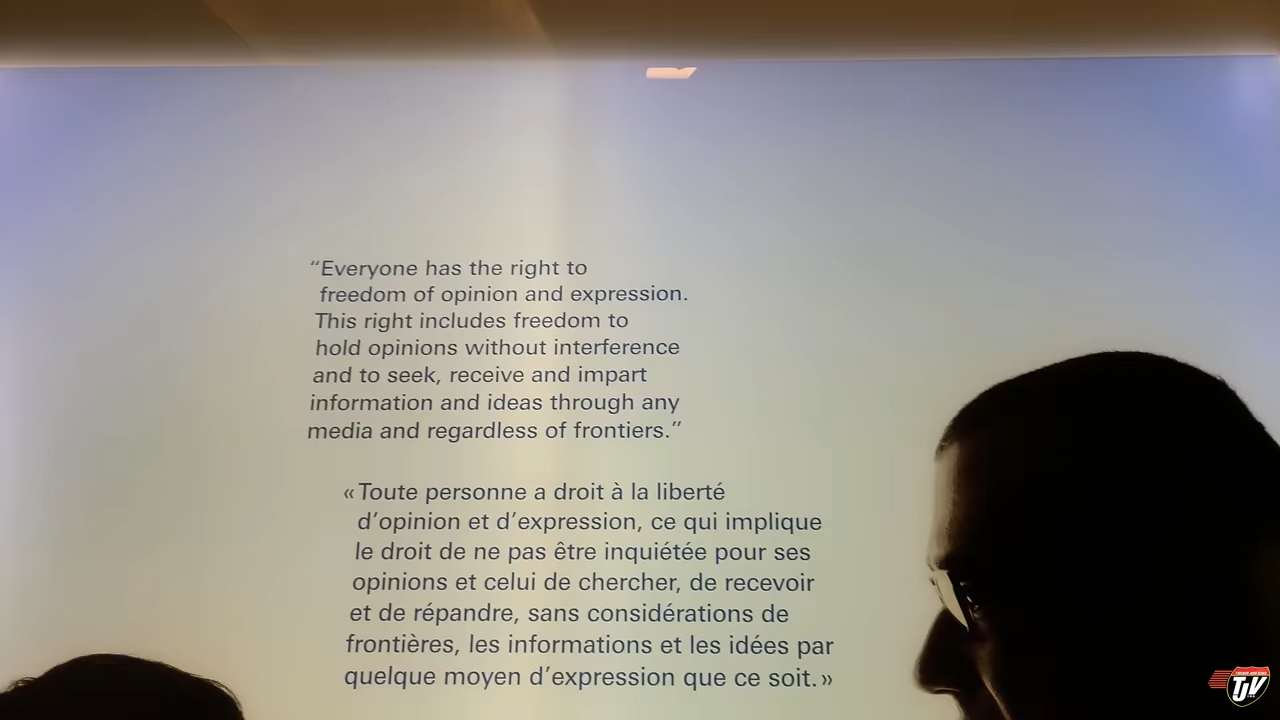 “Everyone has the right to
freedom of opinion and expression.
This right includes freedom to
hold opinions without interference
and to seek, receive and impart
information and ideas through any
media and regardless of frontiers.”
« Toute personne a droit à la liberté
d’opinion et d’expression, ce qui implique
le droit de ne pas être inquiétée pour ses
opinions et celui de chercher, de recevoir
et de répandre, sans considérations de
frontières, les informations et les idées par
quelque moyen d’expression que ce soit. »
TJV